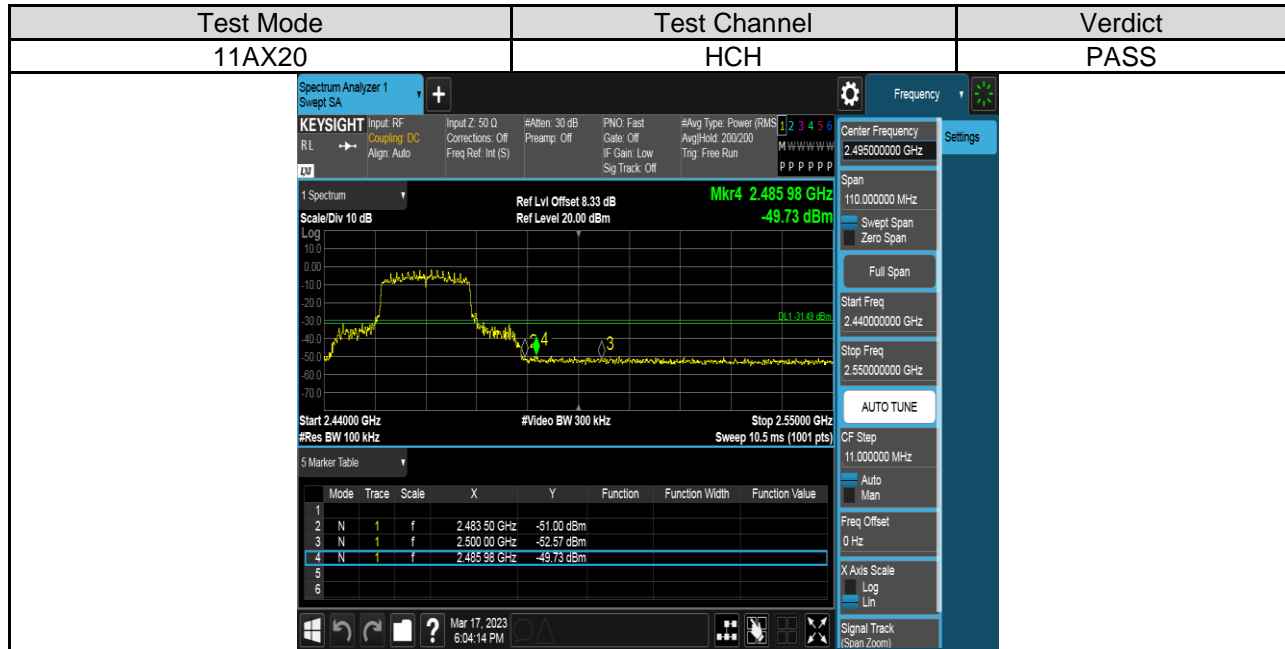 Test Mode Test Channel Verdict
11AX20 HCH PASS
Spectrum Analyzer 1
Swept SA
Frequency
KEYSIGHT Input: RF Input Z: 50 Ω #Atten: 30 dB PNO: Fast #Avg Type: Power (RMS 1 2 3 4 5 6
Coupling: DC Corrections: Off Preamp: Off Gate: Off Avg|Hold: 200/200
RL Align: Auto Freq Ref: Int (S) IF Gain: Low Trig: Free Run M W W W W W
LXI Sig Track: Off P P P P P P
Center Frequency
2.495000000 GHz
Settings
1 Spectrum
Ref Lvl Offset 8.33 dB
Mkr4 2.485 98 GHz
Scale/Div 10 dB Ref Level 20.00 dBm -49.73 dBm
Log
10.0
0.00
-10.0
-20.0
-30.0
-40.0
-50.0
-60.0
-70.0
DL1 -31.49 dBm
4
3
Start 2.44000 GHz #Video BW 300 kHz Stop 2.55000 GHz
#Res BW 100 kHz Sweep 10.5 ms (1001 pts)
Span
110.000000 MHz
Swept Span
Zero Span
Full Span
Start Freq
2.440000000 GHz
Stop Freq
2.550000000 GHz
AUTO TUNE
CF Step
11.000000 MHz
Auto
Man
Freq Offset
0 Hz
X Axis Scale
Log
Lin
Signal Track
(Span Zoom)
5 Marker Table
Mode Trace Scale X Y Function Function Width Function Value
1
2 N 1 f 2.483 50 GHz -51.00 dBm
3 N 1 f 2.500 00 GHz -52.57 dBm
4 N 1 f 2.485 98 GHz -49.73 dBm
5
6
? Mar 17, 2023
6:04:14 PM